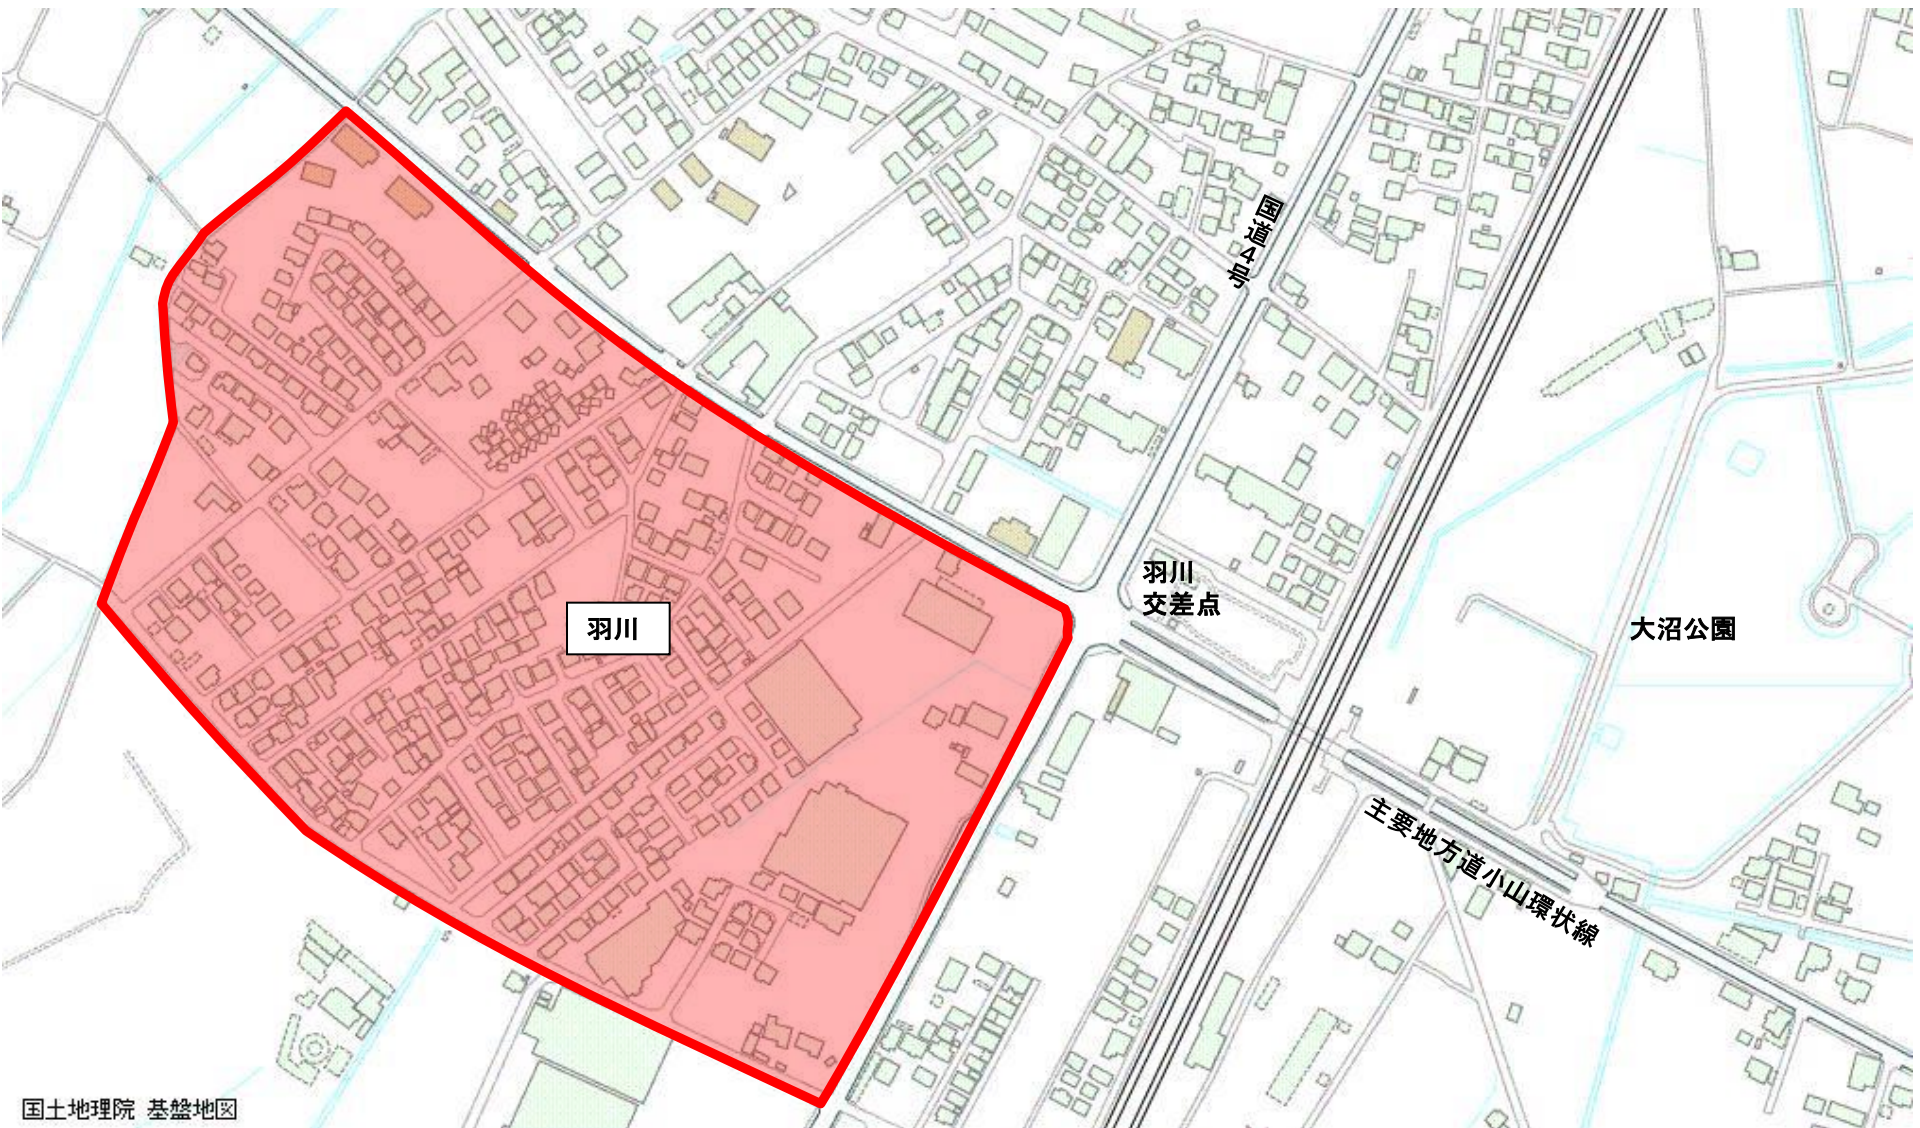 国道4号
羽川
交差点
羽川
大沼公園
主要地方道小山環状線
国土地理院 基盤地図